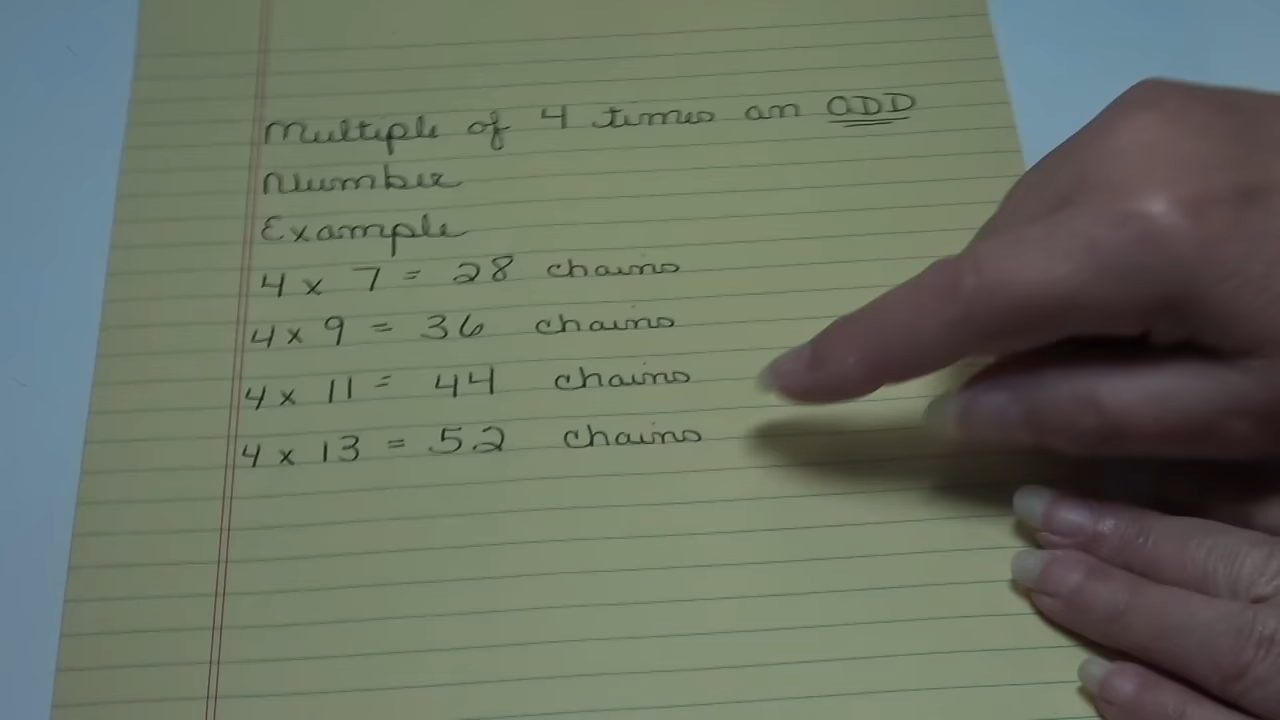 Multiple of 4 times an ODD
Number
Example
4 x 7 = 28 chains
4 x 9 = 36 chains
4 x 11 = 44 chains
4 x 13 = 52 chains